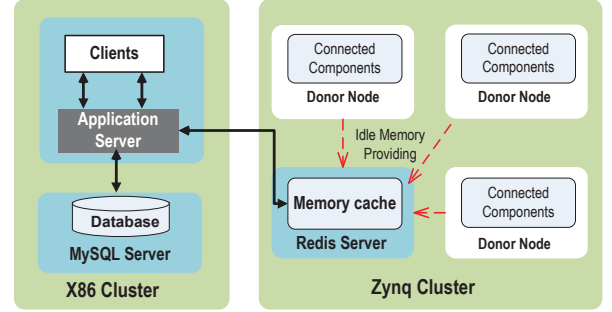 Clients
Application
Server
Database
MySQL Server
X86 Cluster
Connected
Components
Donor Node
Connected
Components
Donor Node
Idle Memory
Providing
Memory cache
Redis Server
Connected
Components
Donor Node
Zynq Cluster